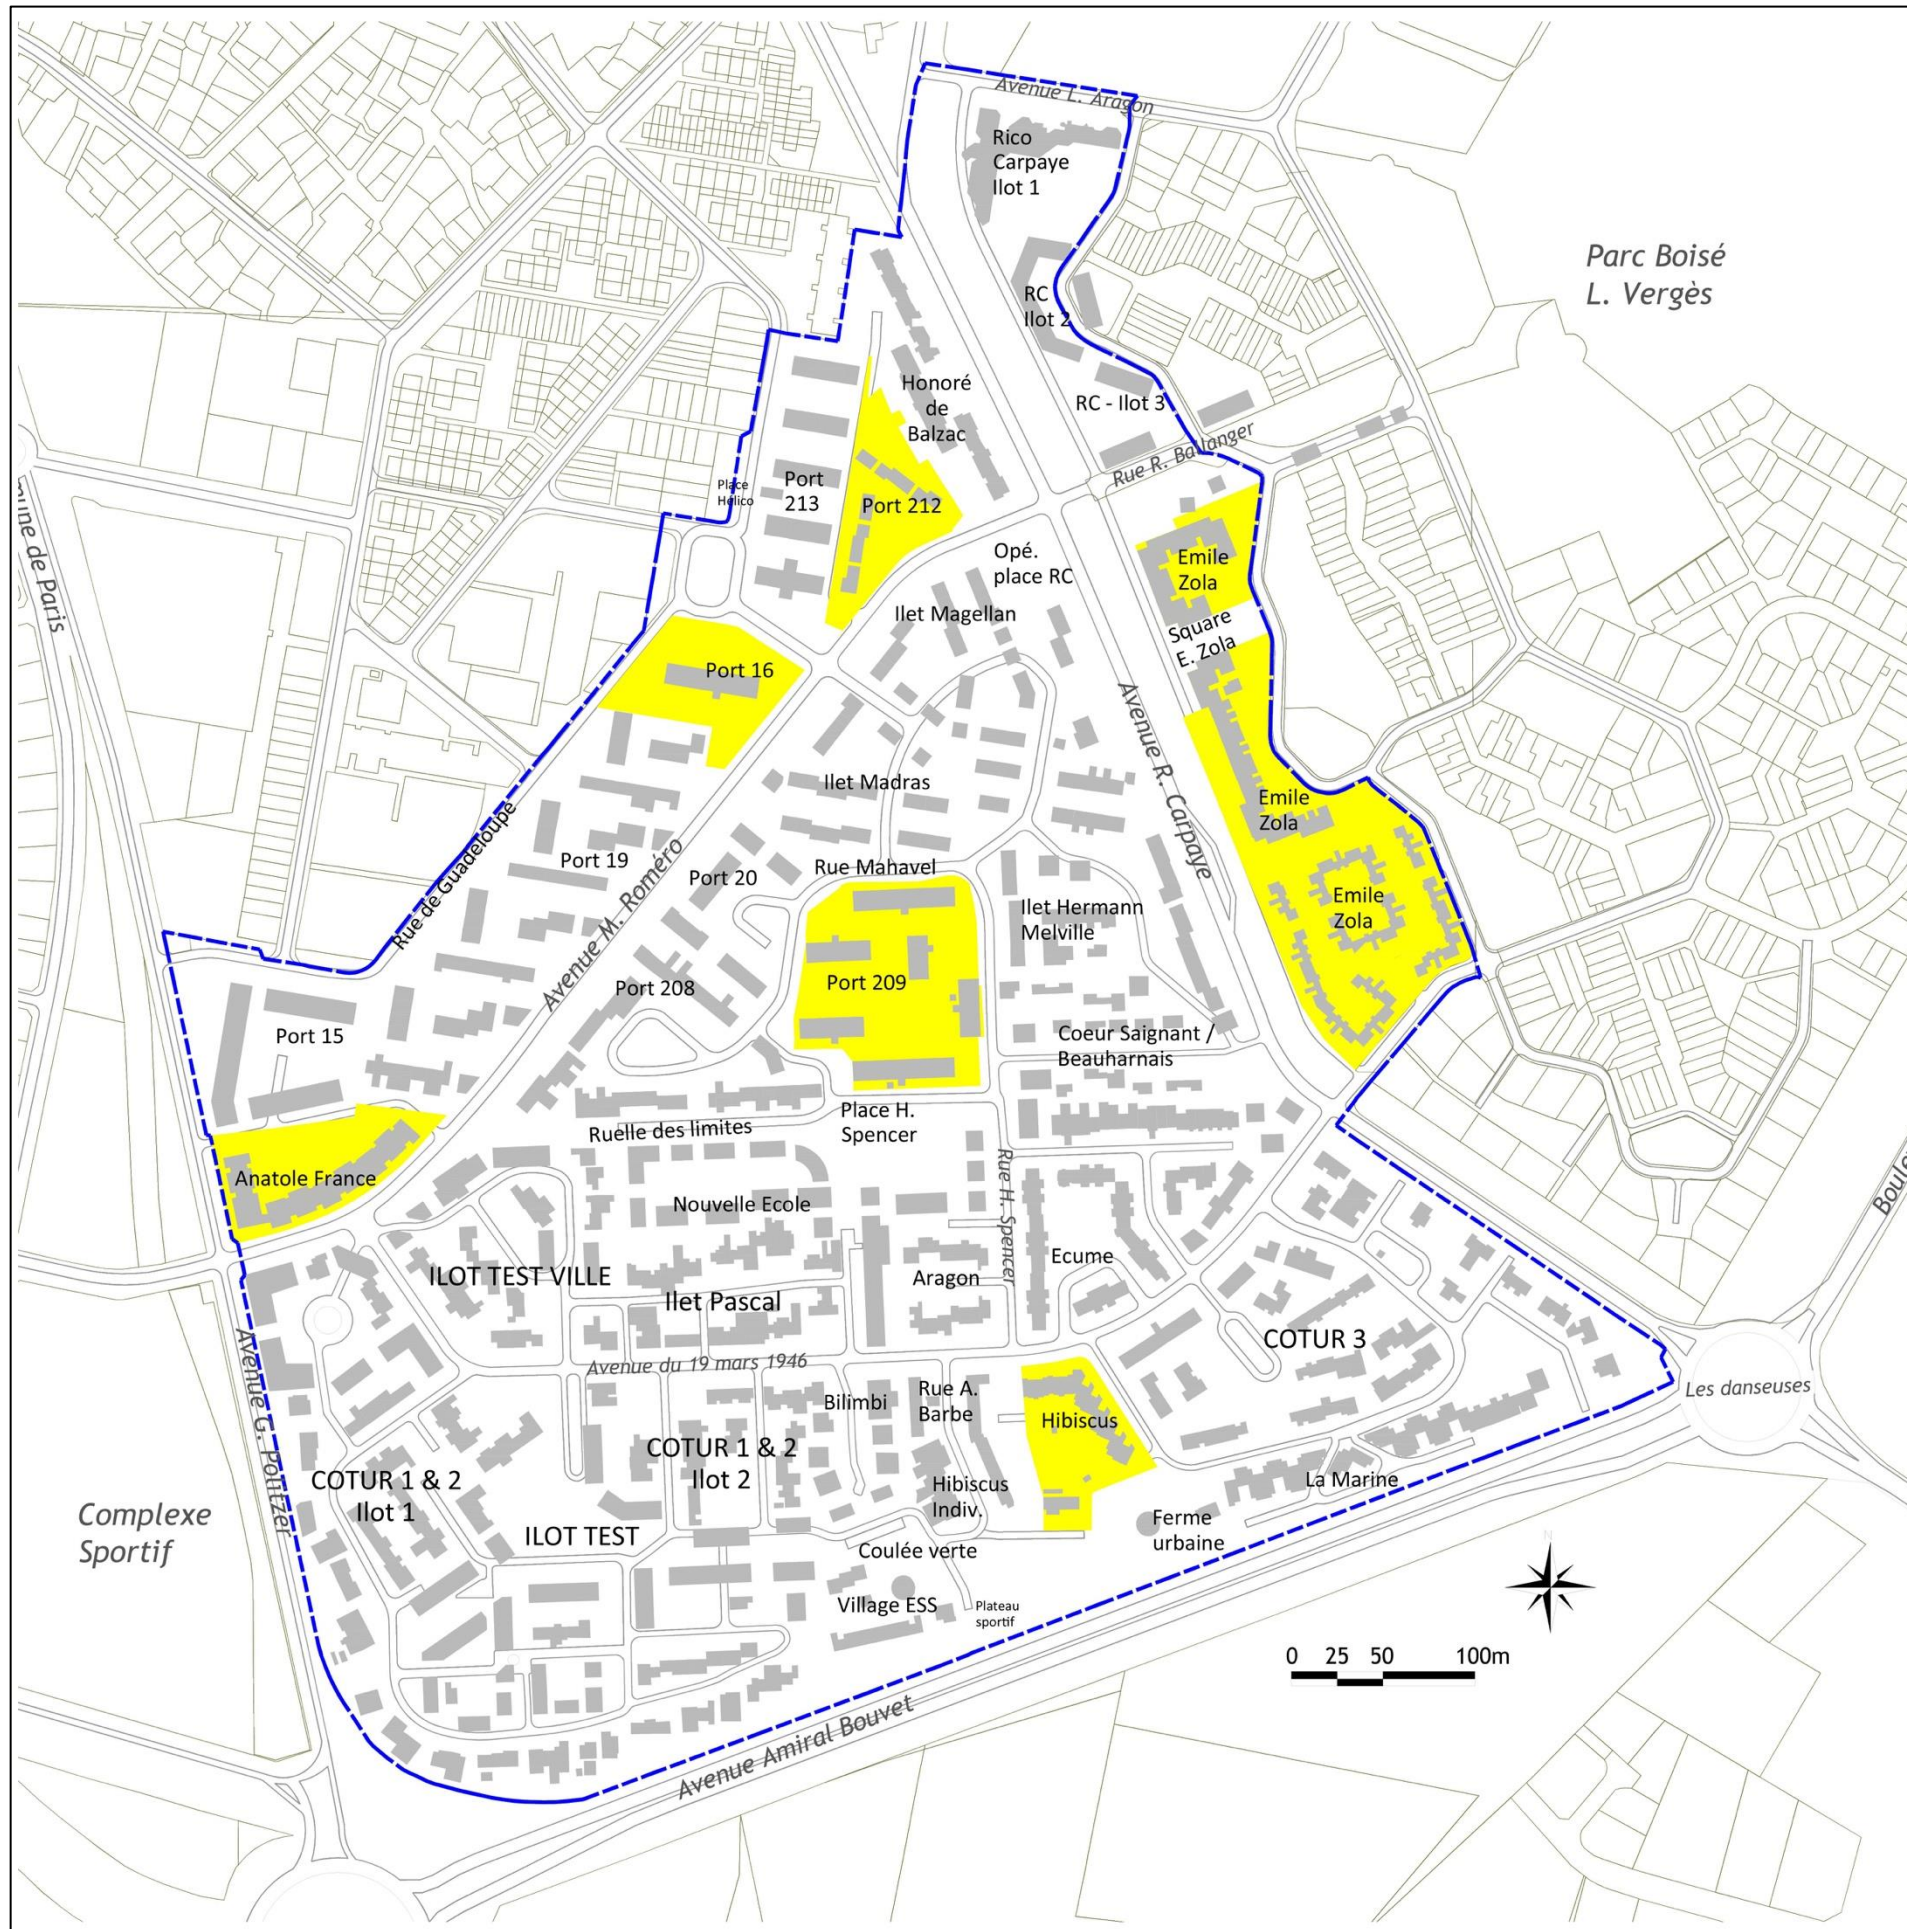 Avenue L. Aragon
Rico
Carpaye
Ilot 1
Parc Boisé
L. Vergès
RC
Ilot 2
Honoré
de
Balzac
RC - Ilot 3
Rue R. Ballanger
Place
Hélico
Port
213
Port 212
Opé.
place RC
Emile
Zola
Ilet Magellan
Square
E. Zola
de Paris
Port 16
Avenue R. Carpaye
Ilet Madras
Emile
Zola
Rue de Guadeloupe
Port 19
Avenue M. Roméro
Port 20
Rue Mahavel
Emile
Zola
Ilet Hermann
Melville
Port 209
Port 208
Port 15
Coeur Saignant /
Beauharnais
Place H.
Spencer
Ruelle des limites
Anatole France
Rue H. Spencer
Nouvelle Ecole
Ecume
ILOT TEST VILLE
Aragon
Ilet Pascal
COTUR 3
Avenue du 19 mars 1946
Les danseuses
Avenue G. Politzer
Bilimbi
Rue A.
Barbe
Hibiscus
COTUR 1 & 2
Ilot 2
COTUR 1 & 2
Ilot 1
Hibiscus
Indiv.
La Marine
Complexe
Sportif
ILOT TEST
Ferme
urbaine
Coulée verte
Village ESS
Plateau
sportif
N
0 25 50 100m
Avenue Amiral Bouvet